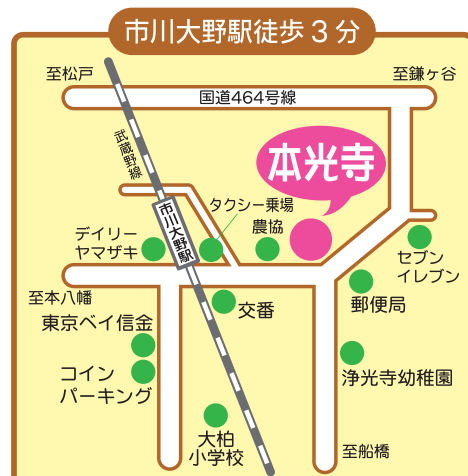 市川大野駅徒歩3分
至松戸
至鎌ヶ谷
国道464号線
武蔵野線
本光寺
タクシー乗場
市川大野駅
農協
デイリー
ヤマザキ
セブン
イレブン
至本八幡
交番
郵便局
東京ベイ信金
コイン
パーキング
浄光寺幼稚園
大柏
小学校
至船橋